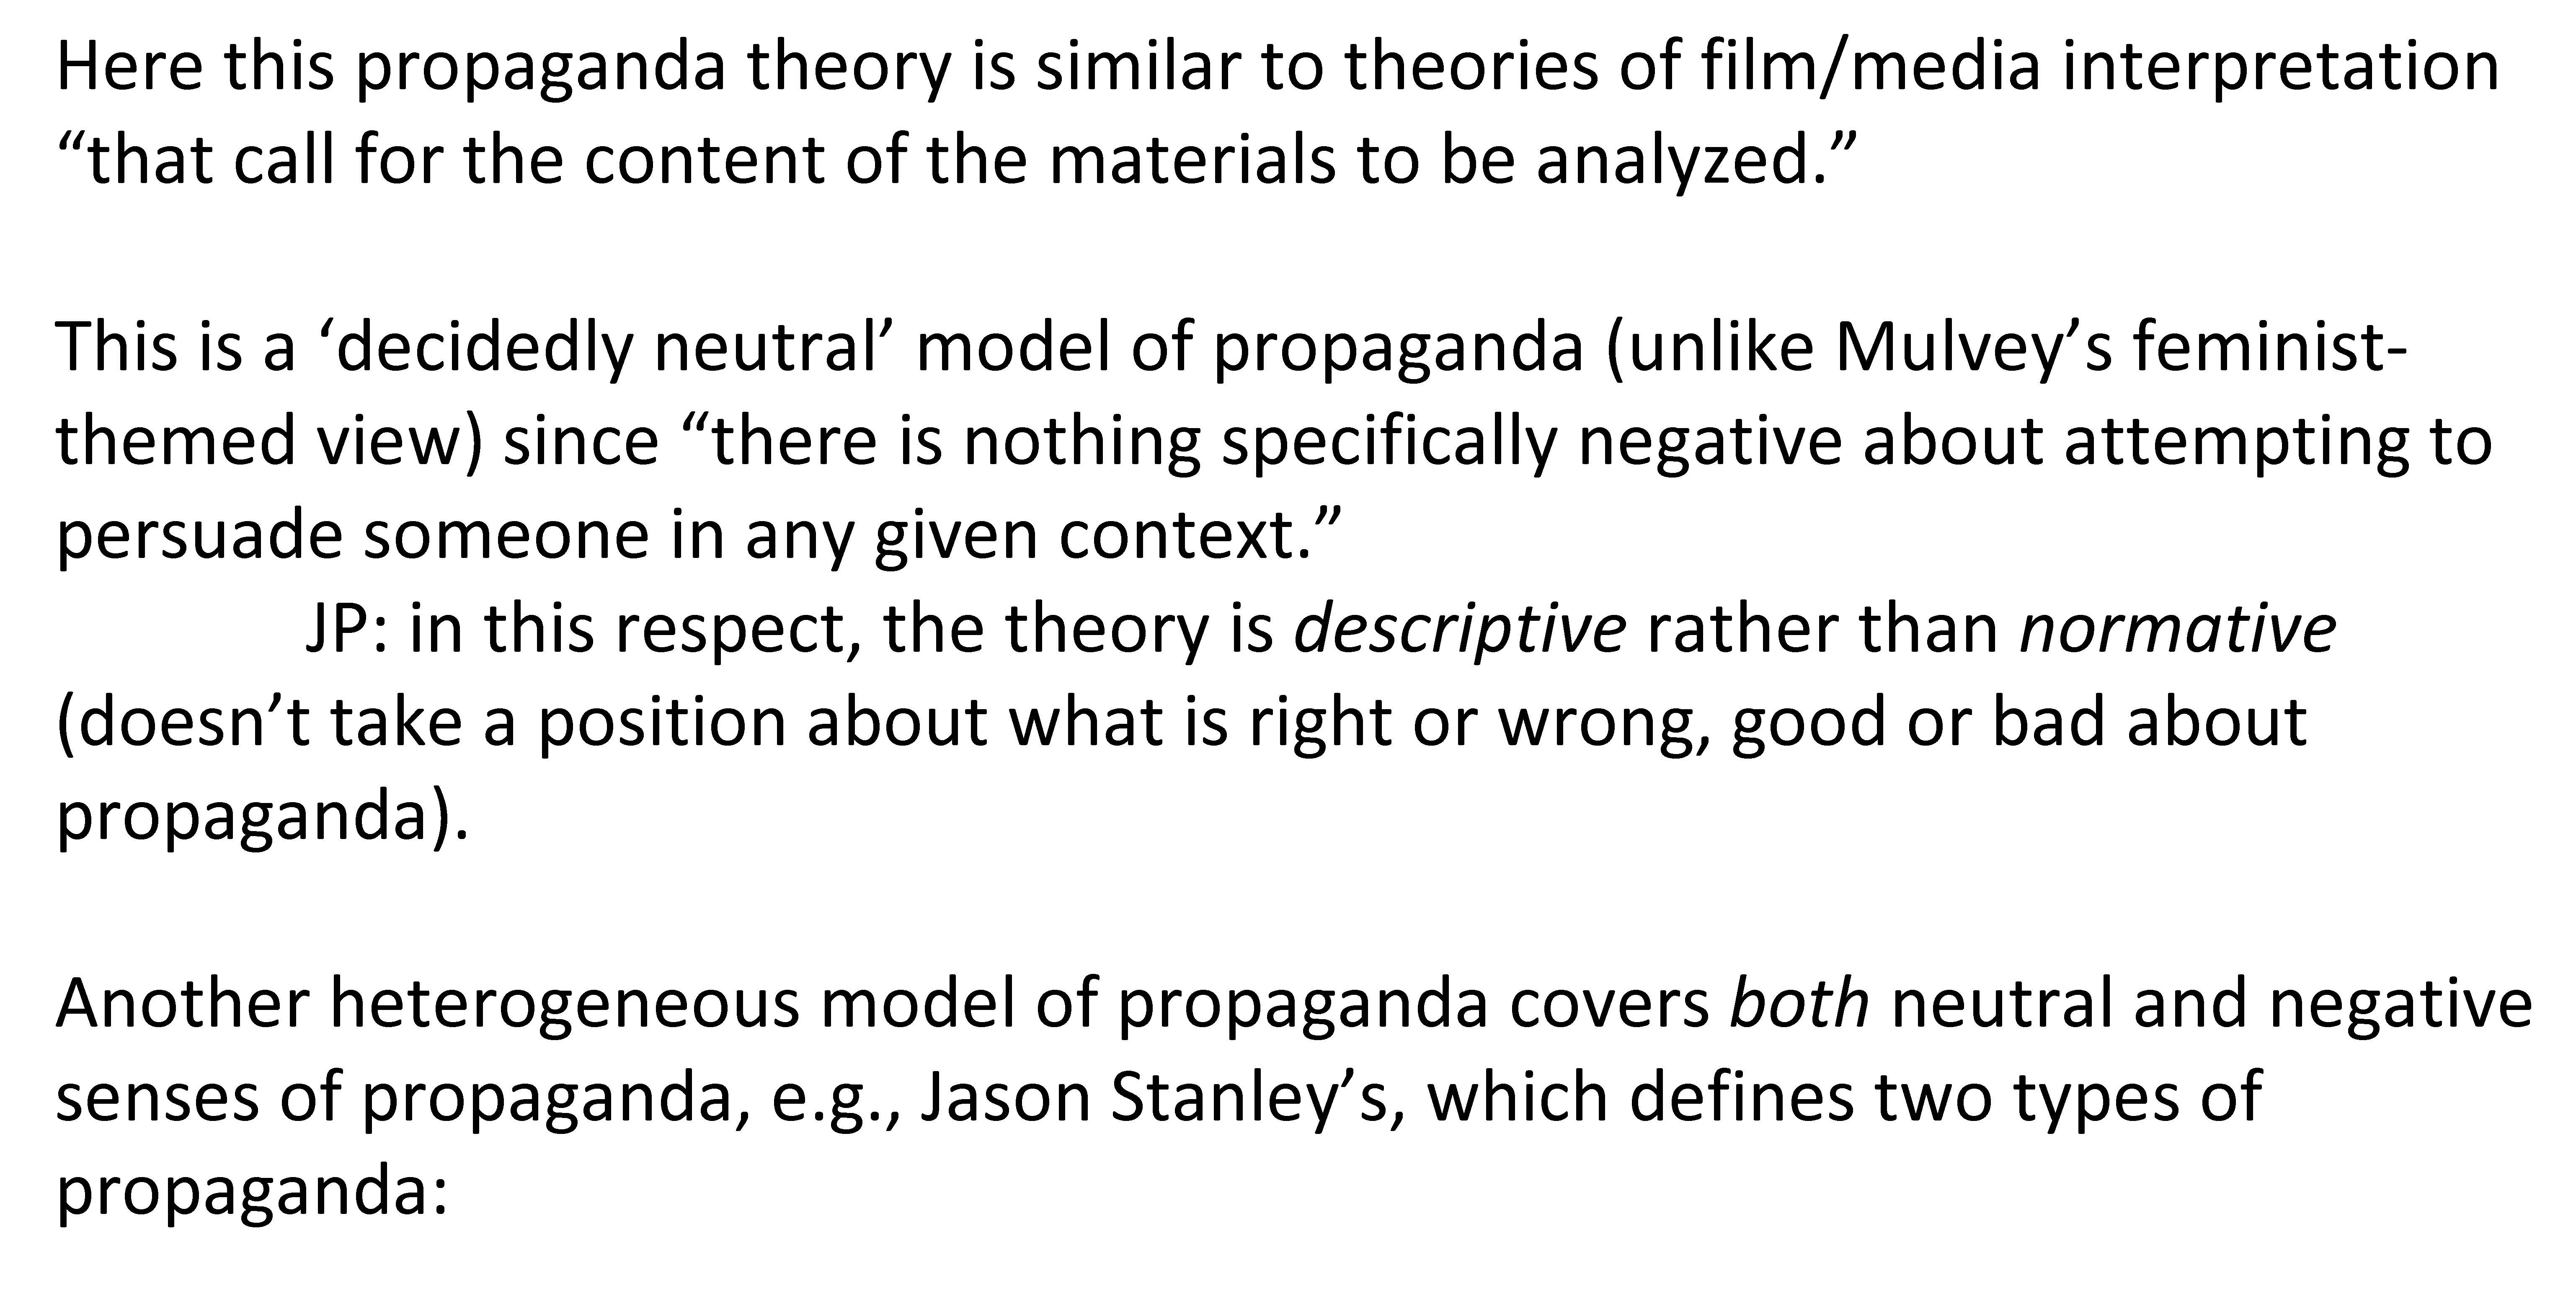 Here this propaganda theory is similar to theories of film/media interpretation
“that call for the content of the materials to be analyzed.”
This is a ‘decidedly neutral’ model of propaganda (unlike Mulvey’s feminist-
themed view) since “there is nothing specifically negative about attempting to
persuade someone in any given context.”
JP: in this respect, the theory is descriptive rather than normative
(doesn’t take a position about what is right or wrong, good or bad about
propaganda).
Another heterogeneous model of propaganda covers both neutral and negative
senses of propaganda, e.g., Jason Stanley’s, which defines two types of
propaganda: